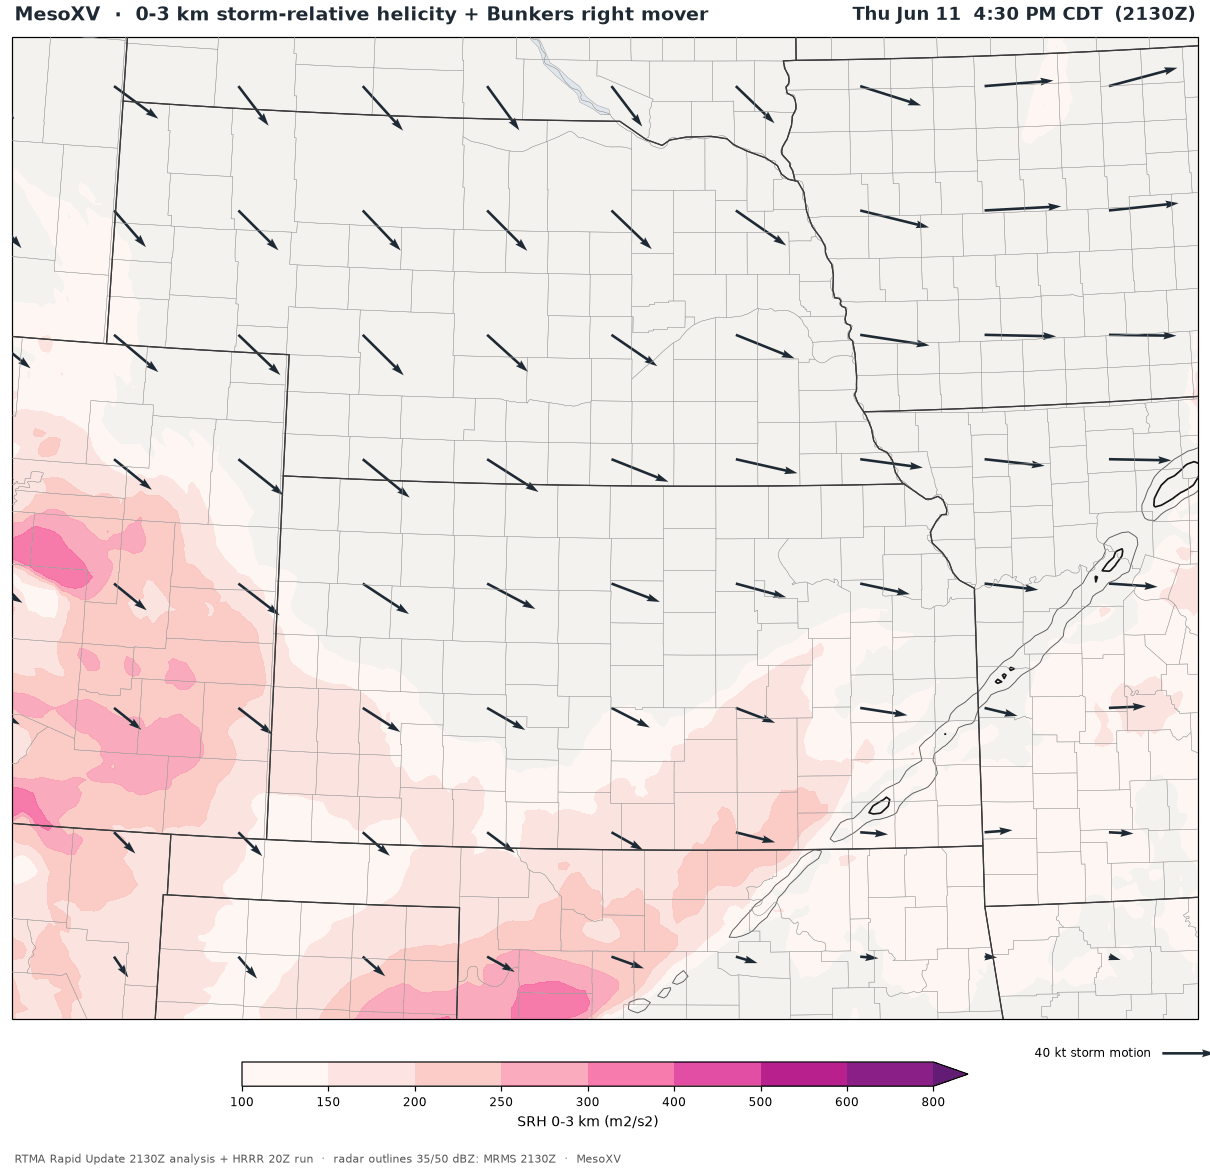 MesoXV · 0-3 km storm-relative helicity + Bunkers right mover
Thu Jun 11 4:30 PM CDT (2130Z)
40 kt storm motion
100 150 200 250 300 400 500 600 800
SRH 0-3 km (m2/s2)
RTMA Rapid Update 2130Z analysis + HRRR 20Z run · radar outlines 35/50 dBZ: MRMS 2130Z · MesoXV